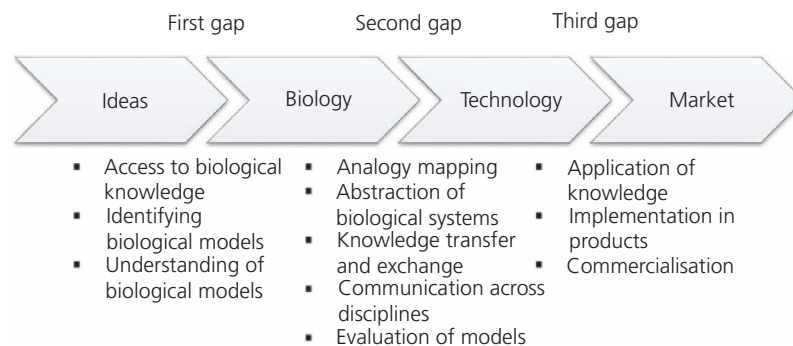 First gap
Second gap
Third gap
Ideas
Biology
Technology
Market
▪ Access to biological
knowledge
▪ Identifying
biological models
▪ Understanding of
biological models
▪ Analogy mapping
▪ Abstraction of
biological systems
▪ Knowledge transfer
and exchange
▪ Communication across
disciplines
▪ Evaluation of models
▪ Application of
knowledge
▪ Implementation in
products
▪ Commercialisation